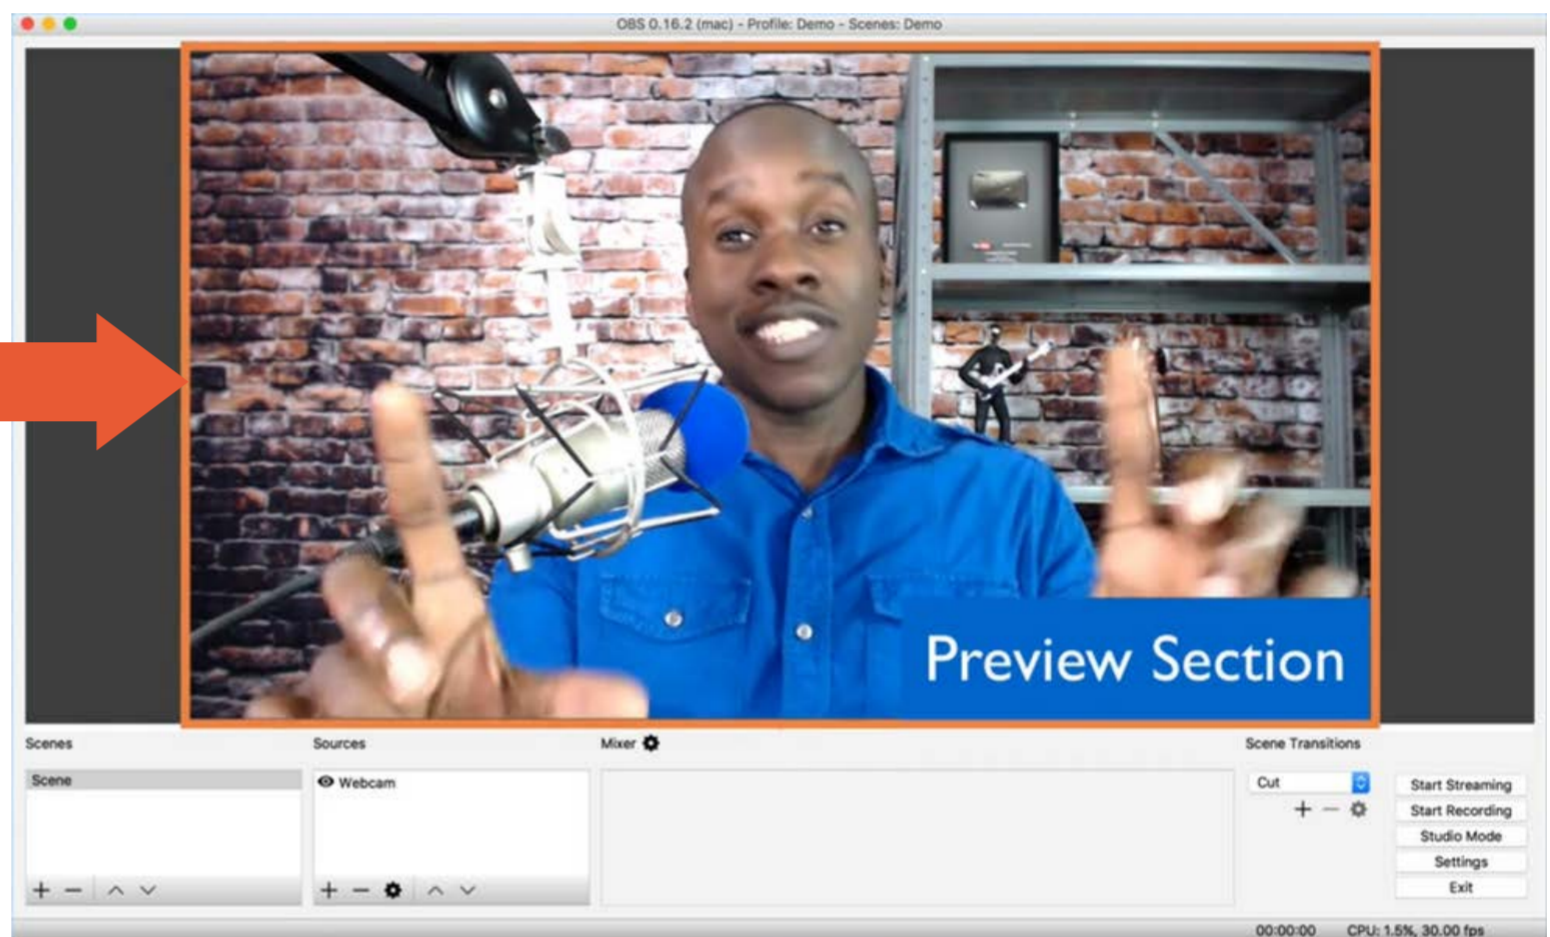 OBS 0.16.2 (mac) - Profile: Demo - Scenes: Demo
Preview Section
Scenes
Sources
Mixer
Scene Transitions
Scene
Webcam
Cut
Start Streaming
Start Recording
Studio Mode
Settings
Exit
00:00:00
CPU: 1.5%, 30.00 fps